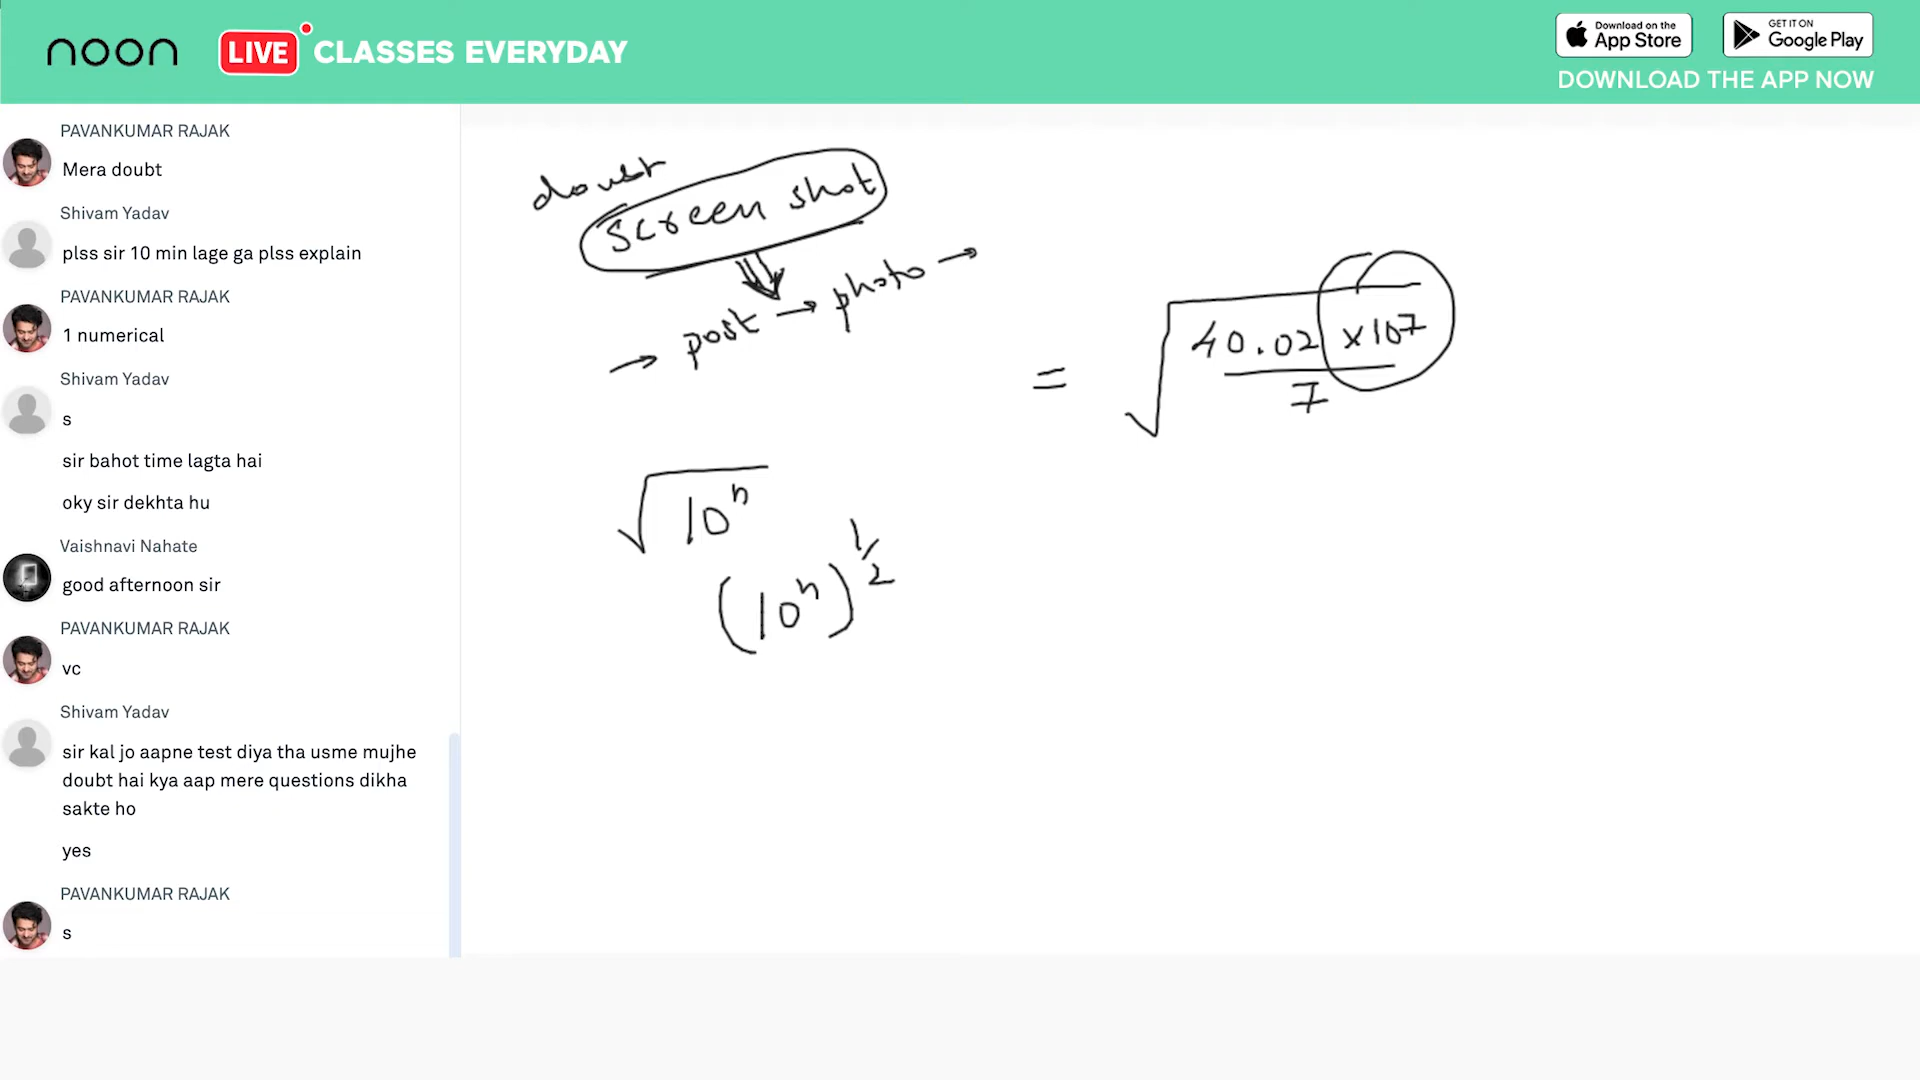 noon LIVE CLASSES EVERYDAY
Download on the App Store
GET IT ON Google Play
DOWNLOAD THE APP NOW
PAVANKUMAR RAJAK
Mera doubt
Shivam Yadav
plss sir 10 min lage ga plss explain
PAVANKUMAR RAJAK
1 numerical
Shivam Yadav
s
sir bahot time lagta hai
oky sir dekhta hu
Vaishnavi Nahate
good afternoon sir
PAVANKUMAR RAJAK
vc
Shivam Yadav
sir kal jo aapne test diya tha usme mujhe
doubt hai kya aap mere questions dikha
sakte ho
yes
PAVANKUMAR RAJAK
s
doubt
screen shot
→ post → photo →
= √(40.02 × 10⁷ / 7)
√10ⁿ
(10ⁿ)^1/2